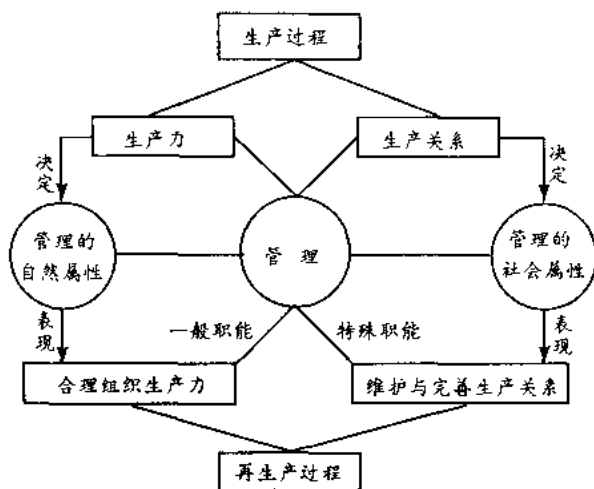 生产过程
生产力
生产关系
决定
决定
管理的
自然属性
管理
管理的
社会属性
表现
一般职能
特殊职能
表现
合理组织生产力
维护与完善生产关系
再生产过程